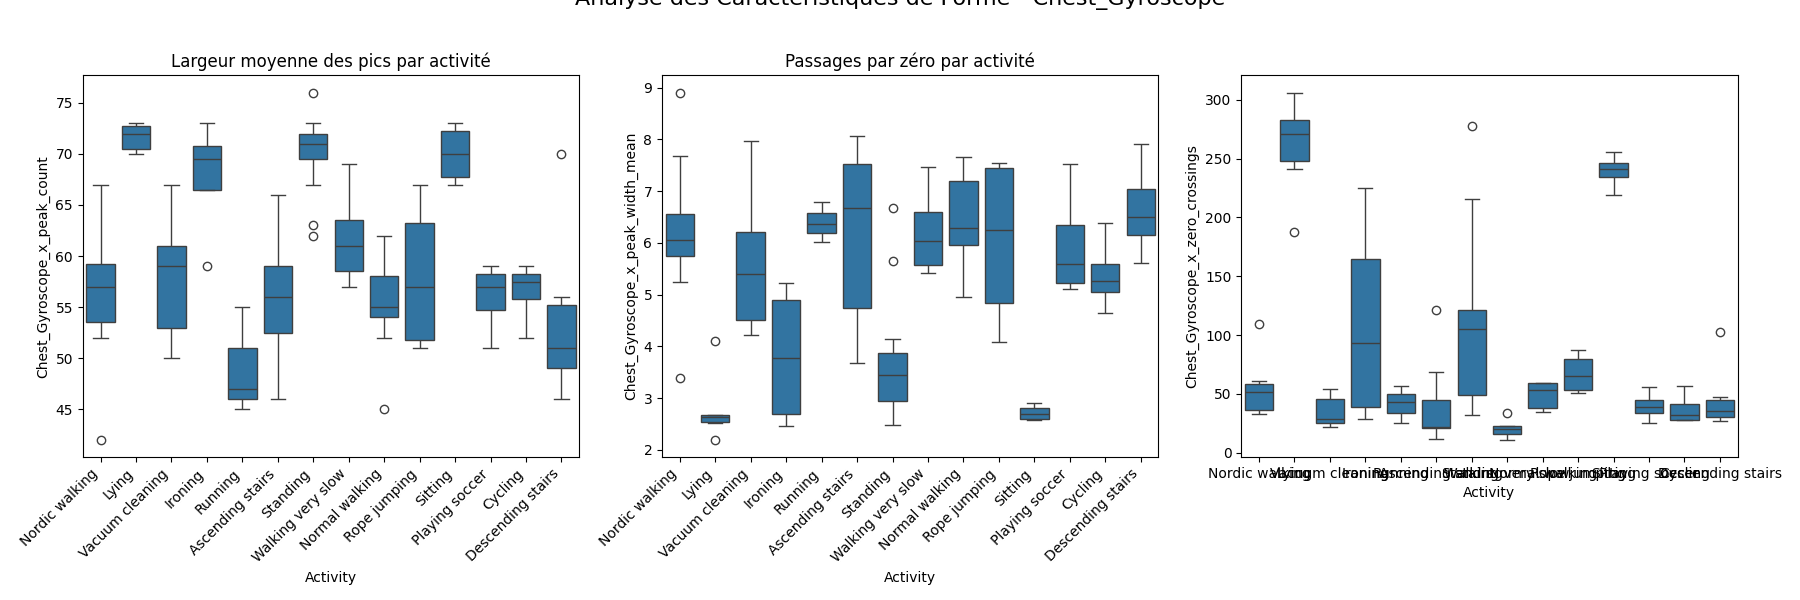 Analyse des Caractéristiques de Forme - Chest_Gyroscope
Largeur moyenne des pics par activité
Chest_Gyroscope_x_peak_count
75
70
65
60
55
50
45
Nordic walking
Lying
Vacuum cleaning
Ironing
Running
Ascending stairs
Standing
Walking very slow
Normal walking
Rope jumping
Sitting
Playing soccer
Cycling
Descending stairs
Activity
Passages par zéro par activité
Chest_Gyroscope_x_peak_width_mean
9
8
7
6
5
4
3
2
Nordic walking
Lying
Vacuum cleaning
Ironing
Running
Ascending stairs
Standing
Walking very slow
Normal walking
Rope jumping
Sitting
Playing soccer
Cycling
Descending stairs
Activity
Chest_Gyroscope_x_zero_crossings
300
250
200
150
100
50
0
Nordic walking
Descending stairs
Activity